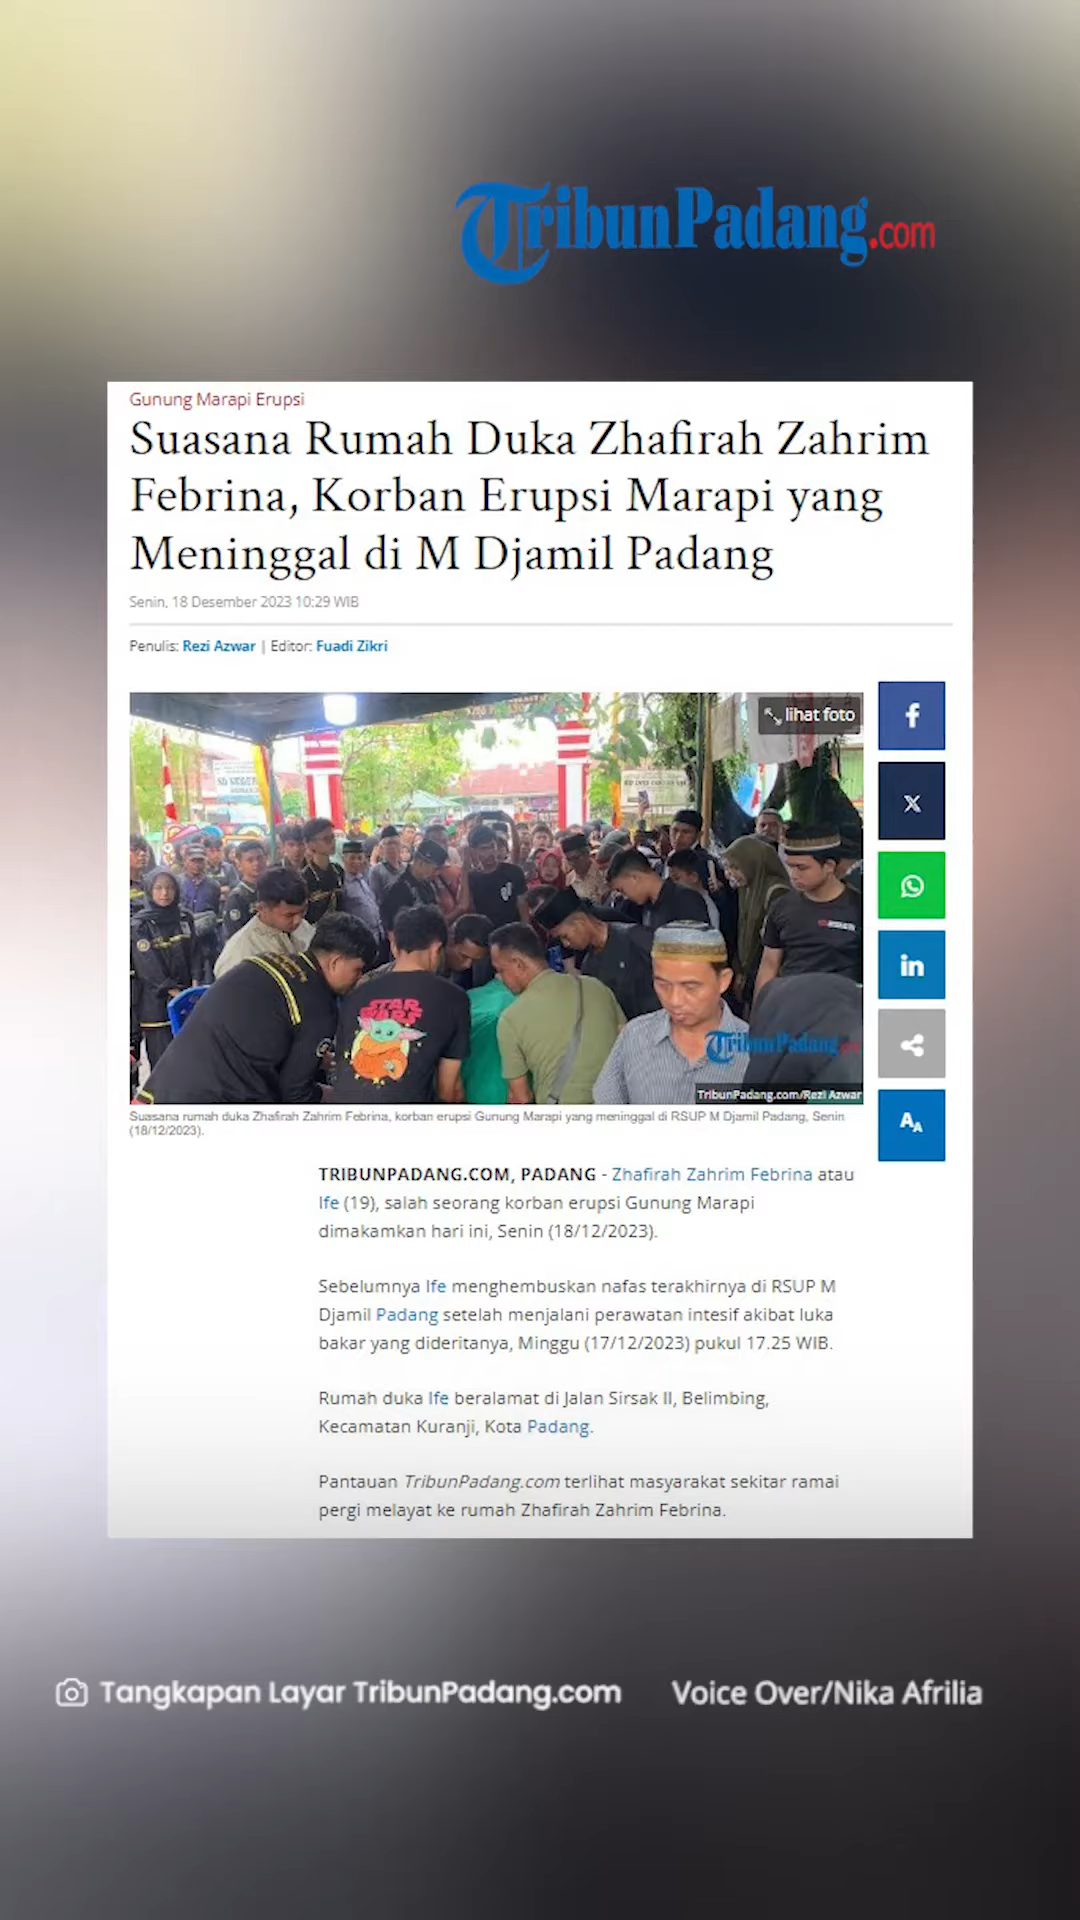 TribunPadang.com
Gunung Marapi Erupsi
Suasana Rumah Duka Zhafirah Zahrim
Febrina, Korban Erupsi Marapi yang
Meninggal di M Djamil Padang
Senin, 18 Desember 2023 10:29 WIB
Penulis: Rezi Azwar | Editor: Fuadi Zikri
lihat foto
STAR
WARS
TribunPadang
TribunPadang.com/Rezi Azwar
Suasana rumah duka Zhafirah Zahrim Febrina, korban erupsi Gunung Marapi yang meninggal di RSUP M Djamil Padang, Senin
(18/12/2023).
TRIBUNPADANG.COM, PADANG - Zhafirah Zahrim Febrina atau
Ife (19), salah seorang korban erupsi Gunung Marapi
dimakamkan hari ini, Senin (18/12/2023).
Sebelumnya Ife menghembuskan nafas terakhirnya di RSUP M
Djamil Padang setelah menjalani perawatan intesif akibat luka
bakar yang dideritanya, Minggu (17/12/2023) pukul 17.25 WIB.
Rumah duka Ife beralamat di Jalan Sirsak II, Belimbing,
Kecamatan Kuranji, Kota Padang.
Pantauan TribunPadang.com terlihat masyarakat sekitar ramai
pergi melayat ke rumah Zhafirah Zahrim Febrina.
Tangkapan Layar TribunPadang.com
Voice Over/Nika Afrilia